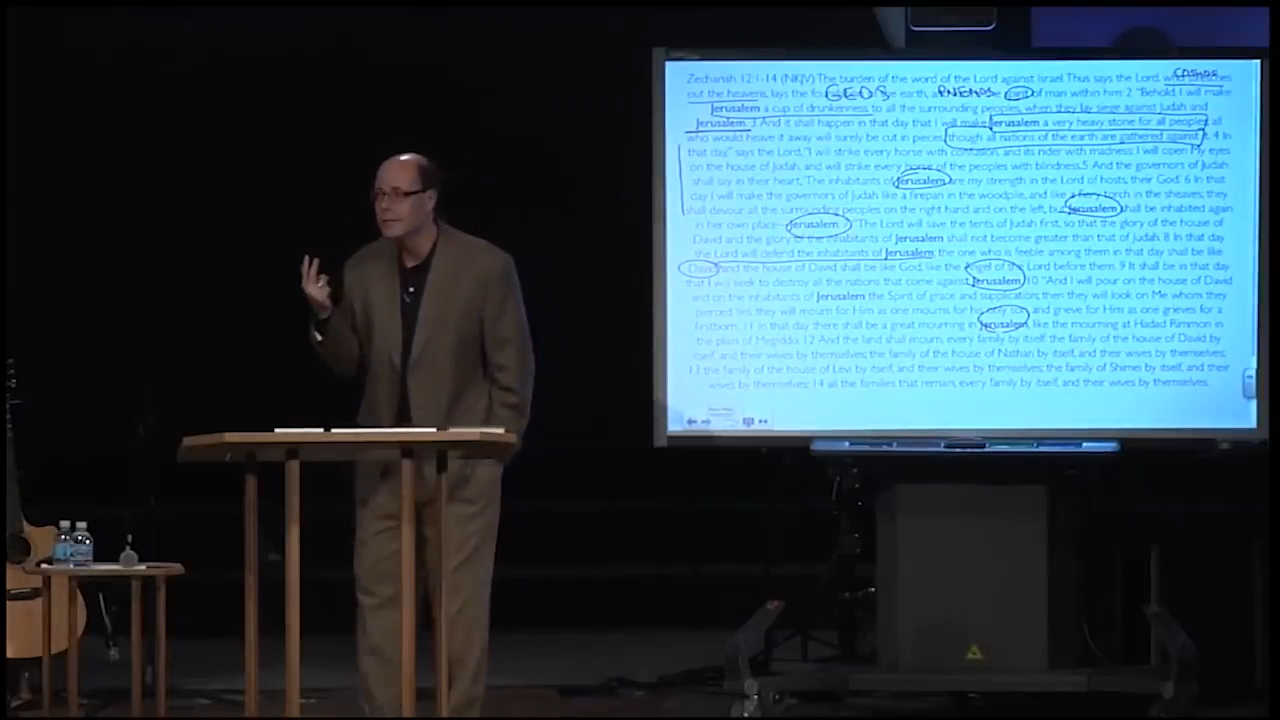 COSMOS
Zechariah 12:1-14 (NKJV) The burden of the word of the Lord against Israel. Thus says the Lord, who stretches
GEOS PNEMOS
out the heavens, lays the earth, spirit of man within him: 2 "Behold, I will make
Jerusalem a cup of drunkenness to all the surrounding peoples, when they lay siege against Judah and
Jerusalem. 3 And it shall happen in that day that I will make Jerusalem a very heavy stone for all peoples; all
who would heave it away will surely be cut in pieces, though all nations of the earth are gathered against it. 4 In
that day," says the Lord, "I will strike every horse with confusion, and its rider with madness; I will open My eyes
on the house of Judah, and will strike every horse of the peoples with blindness. 5 And the governors of Judah
shall say in their heart, 'The inhabitants of Jerusalem are my strength in the Lord of hosts, their God.' 6 In that
day I will make the governors of Judah like a firepan in the woodpile, and like a fiery torch in the sheaves; they
shall devour all the surrounding peoples on the right hand and on the left, but Jerusalem shall be inhabited again
in her own place—Jerusalem. "The Lord will save the tents of Judah first, so that the glory of the house of
David and the glory of the inhabitants of Jerusalem shall not become greater than that of Judah. 8 In that day
the Lord will defend the inhabitants of Jerusalem; the one who is feeble among them in that day shall be like
David, and the house of David shall be like God, like the Angel of the Lord before them. 9 It shall be in that day
that I will seek to destroy all the nations that come against Jerusalem. 10 "And I will pour on the house of David
and on the inhabitants of Jerusalem the Spirit of grace and supplication; then they will look on Me whom they
pierced. Yes, they will mourn for Him as one mourns for his only son, and grieve for Him as one grieves for a
firstborn. 11 In that day there shall be a great mourning in Jerusalem, like the mourning at Hadad Rimmon in
the plain of Megiddo. 12 And the land shall mourn, every family by itself: the family of the house of David by
itself, and their wives by themselves; the family of the house of Nathan by itself, and their wives by themselves;
13 the family of the house of Levi by itself, and their wives by themselves; the family of Shimei by itself, and their
wives by themselves; 14 all the families that remain, every family by itself, and their wives by themselves.